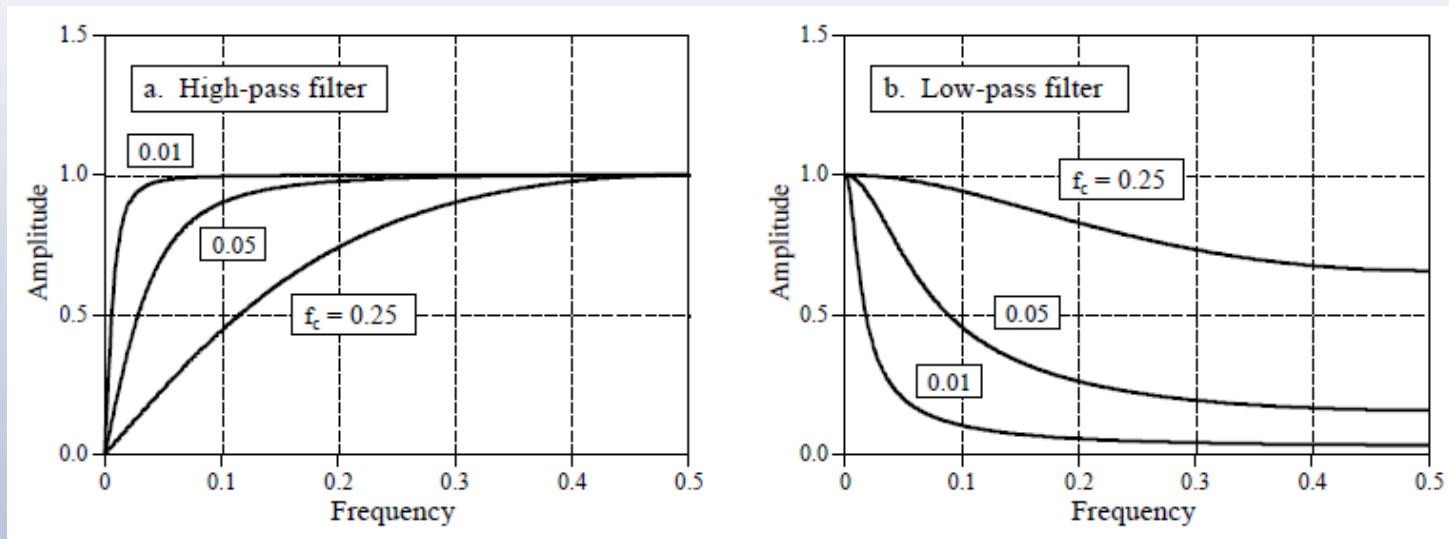 1.5
a. High-pass filter
0.01
1.0
Amplitude
0.05
0.5
f_c = 0.25
0.0
0 0.1 0.2 0.3 0.4 0.5
Frequency
1.5
b. Low-pass filter
1.0
f_c = 0.25
Amplitude
0.5
0.05
0.01
0.0
0 0.1 0.2 0.3 0.4 0.5
Frequency